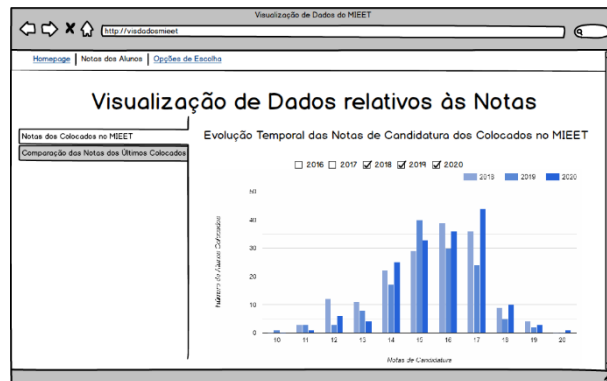 Visualização de Dados do MIEET
http://visdadosmieet
Homepage
Notas dos Alunos
Opções de Escolha
Visualização de Dados relativos às Notas
Notas dos Colocados no MIEET
Comparação das Notas dos Últimos Colocados
Evolução Temporal das Notas de Candidatura dos Colocados no MIEET
2016 2017 2018 2019 2020
2018 2019 2020
50
40
30
20
10
0
Número de Alunos Colocados
10 11 12 13 14 15 16 17 18 19 20
Notas de Candidatura